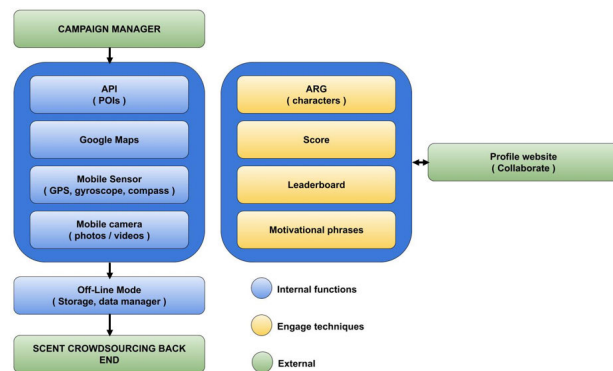 CAMPAIGN MANAGER
API
( POIs )
Google Maps
Mobile Sensor
( GPS, gyroscope, compass )
Mobile camera
( photos / videos )
Off-Line Mode
( Storage, data manager )
SCENT CROWDSOURCING BACK
END
ARG
( characters )
Score
Leaderboard
Motivational phrases
Profile website
( Collaborate )
Internal functions
Engage techniques
External